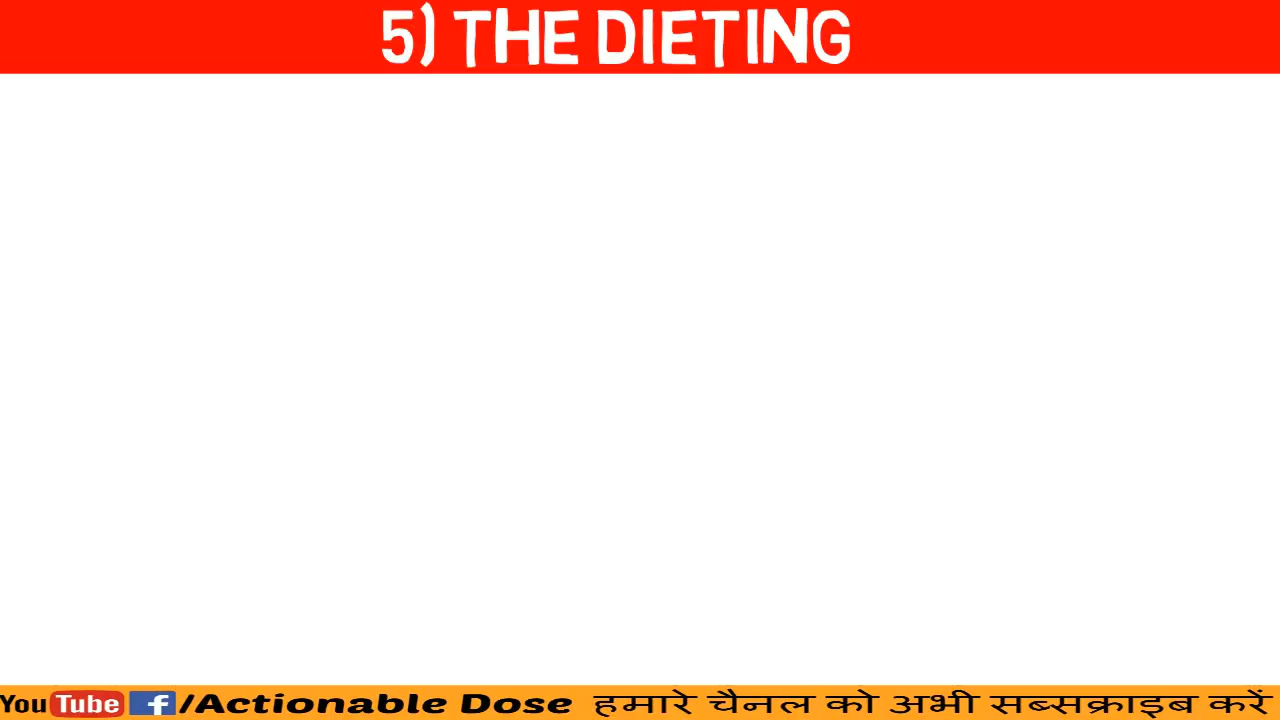 5) THE DIETING
YouTube f /Actionable Dose हमारे चैनल को अभी सब्सक्राइब करें